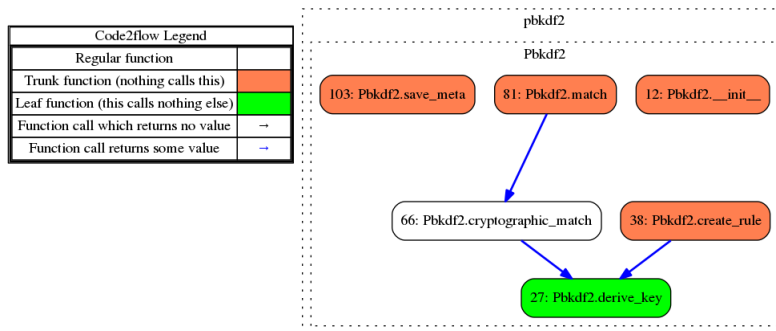 Code2flow Legend
Regular function
Trunk function (nothing calls this)
Leaf function (this calls nothing else)
Function call which returns no value →
Function call returns some value →
pbkdf2
Pbkdf2
103: Pbkdf2.save_meta
81: Pbkdf2.match
12: Pbkdf2.__init__
66: Pbkdf2.cryptographic_match
38: Pbkdf2.create_rule
27: Pbkdf2.derive_key